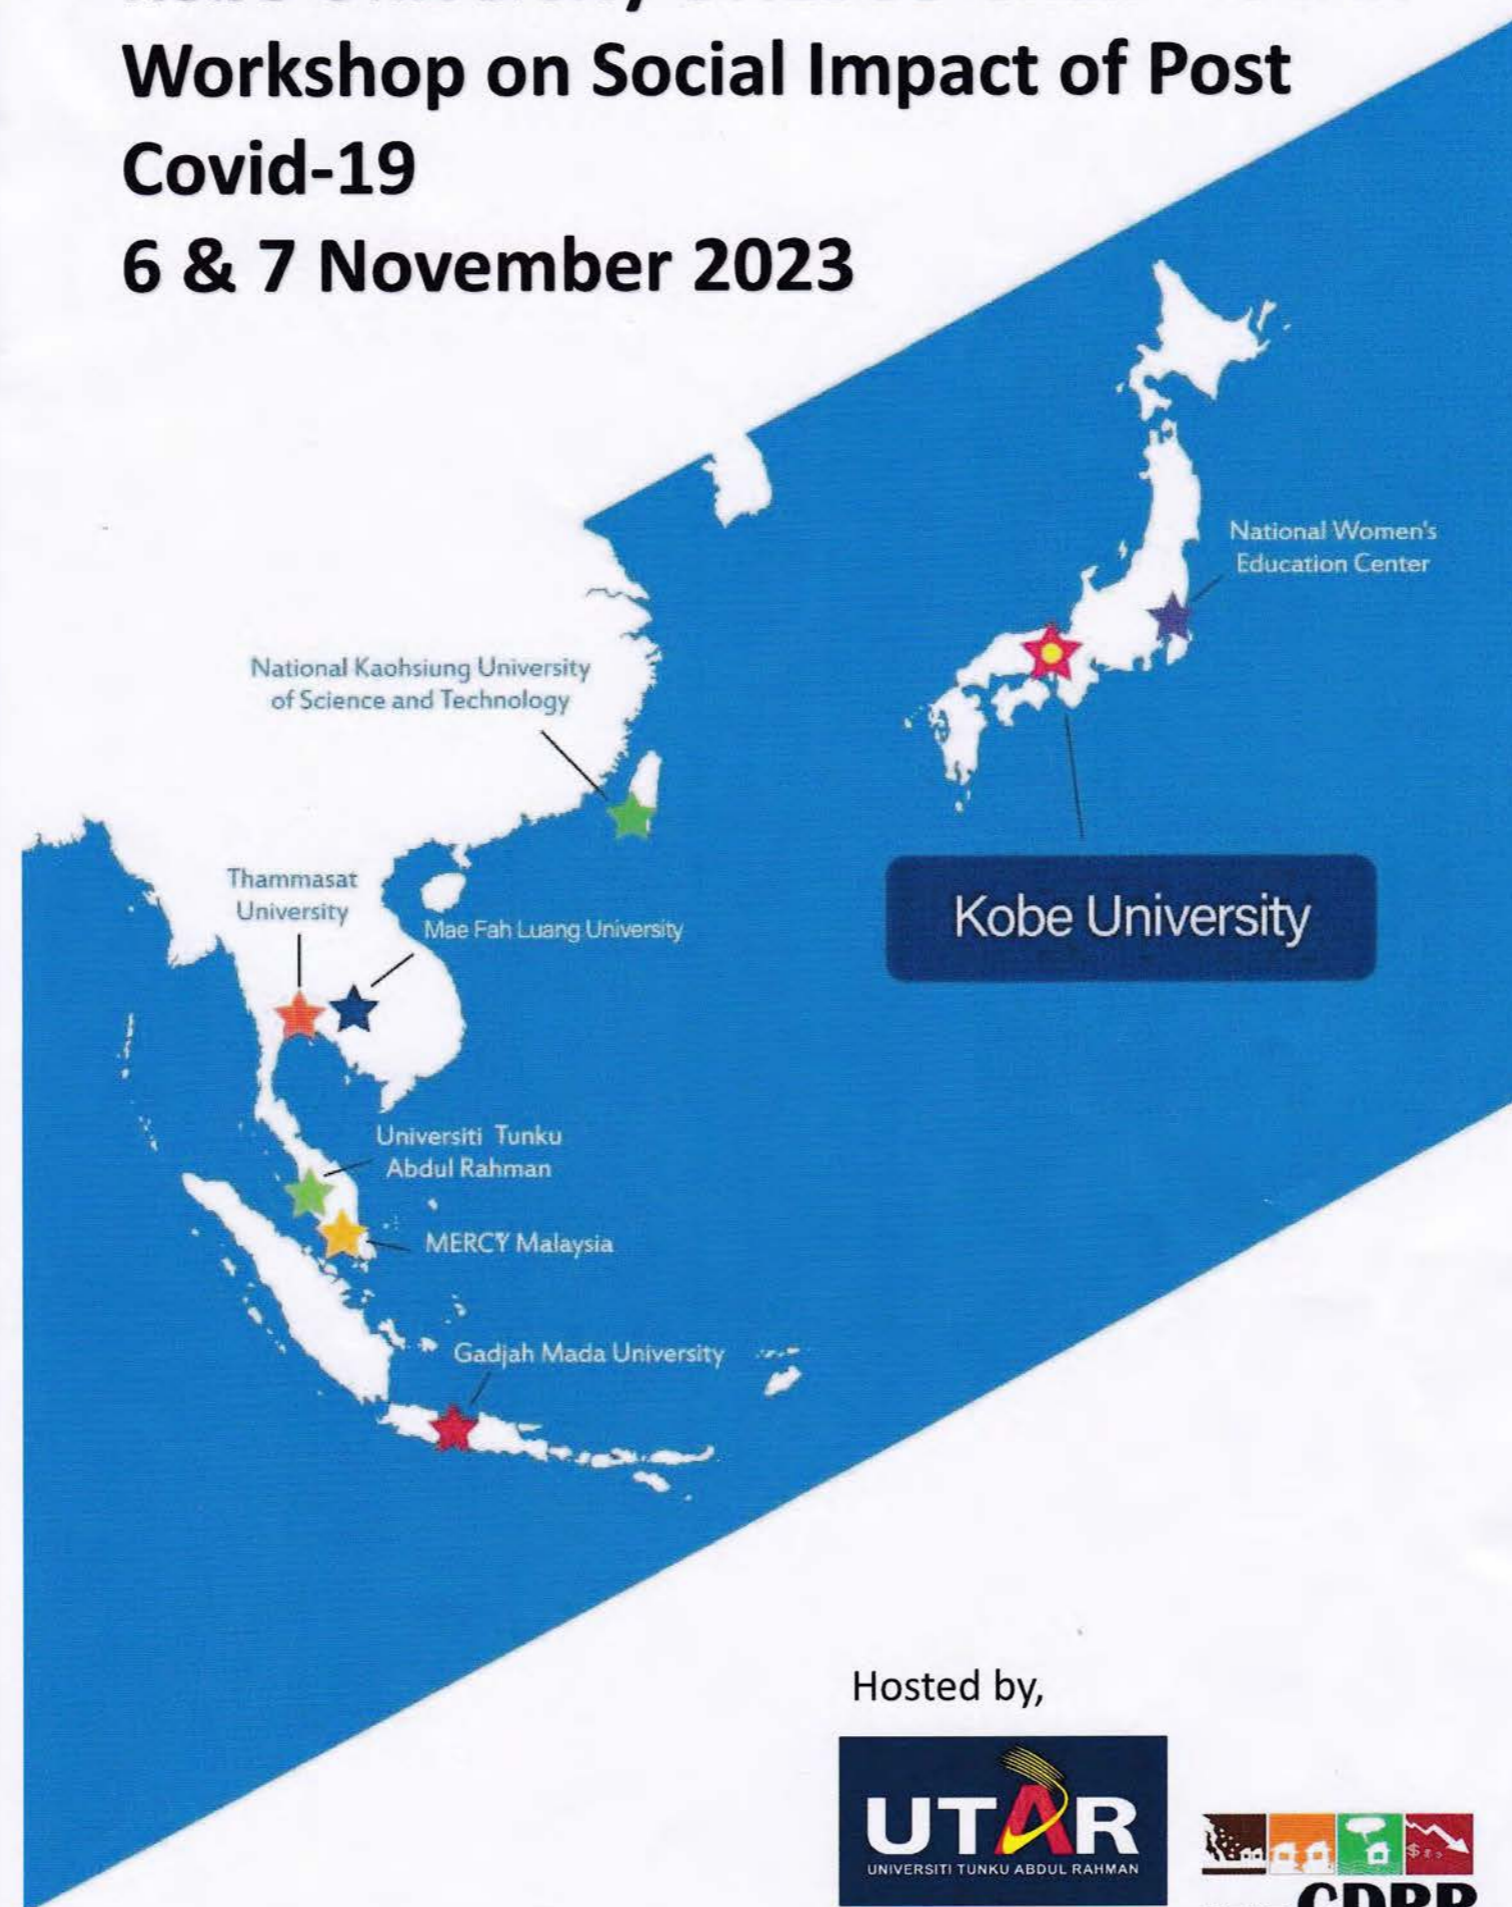 Workshop on Social Impact of Post
Covid-19
6 & 7 November 2023
National Women's
Education Center
National Kaohsiung University
of Science and Technology
Thammasat
University
Mae Fah Luang University
Kobe University
Universiti Tunku
Abdul Rahman
MERCY Malaysia
Gadjah Mada University
Hosted by,
UTAR
UNIVERSITI TUNKU ABDUL RAHMAN